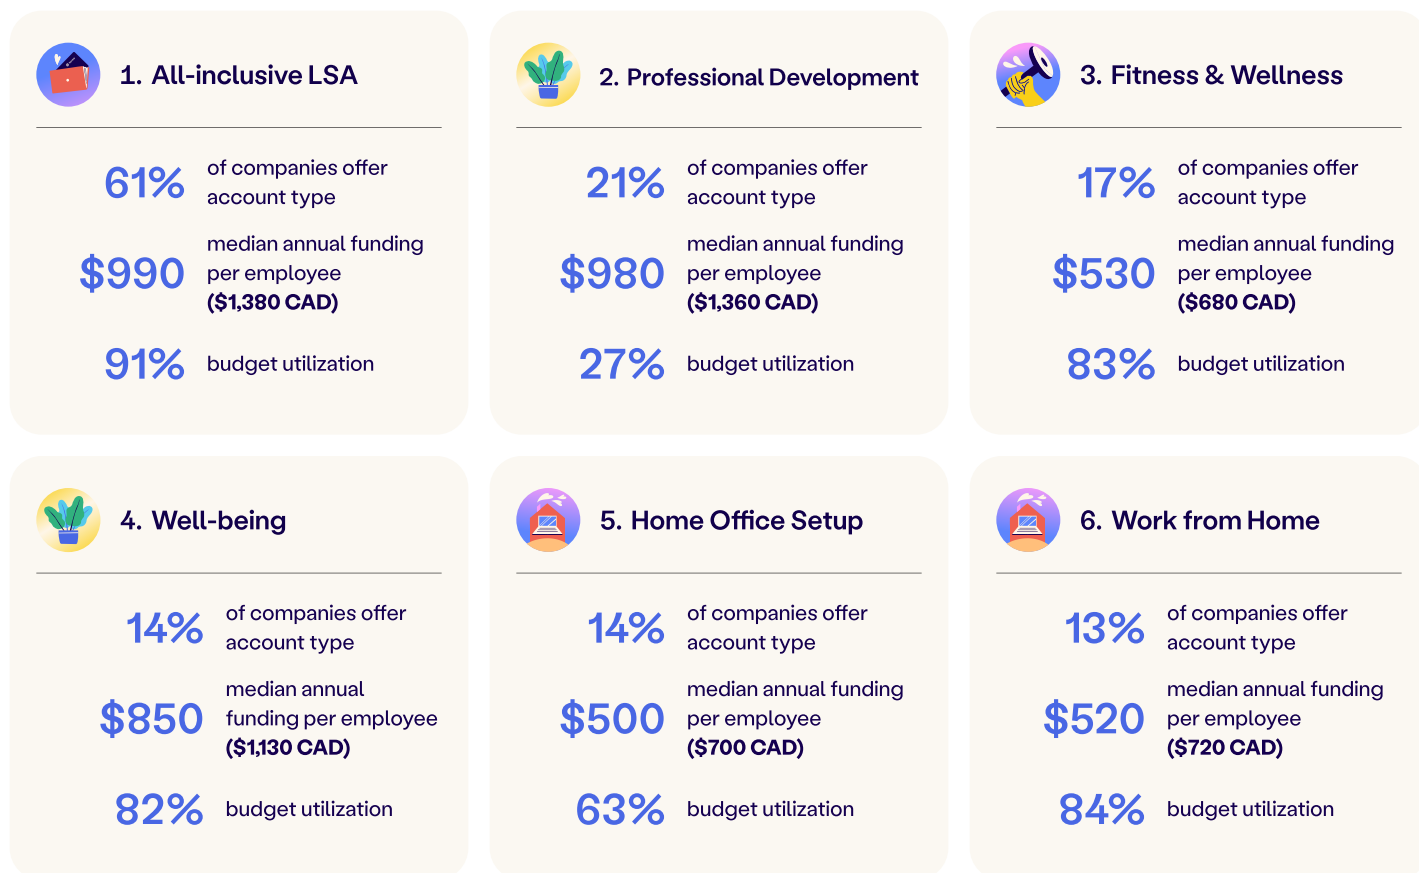 1. All-inclusive LSA
61%
of companies offer
account type
$990
median annual funding
per employee
($1,380 CAD)
91%
budget utilization
2. Professional Development
21%
of companies offer
account type
$980
median annual funding
per employee
($1,360 CAD)
27%
budget utilization
3. Fitness & Wellness
17%
of companies offer
account type
$530
median annual funding
per employee
($680 CAD)
83%
budget utilization
4. Well-being
14%
of companies offer
account type
$850
median annual
funding per employee
($1,130 CAD)
82%
budget utilization
5. Home Office Setup
14%
of companies offer
account type
$500
median annual funding
per employee
($700 CAD)
63%
budget utilization
6. Work from Home
13%
of companies offer
account type
$520
median annual funding
per employee
($720 CAD)
84%
budget utilization